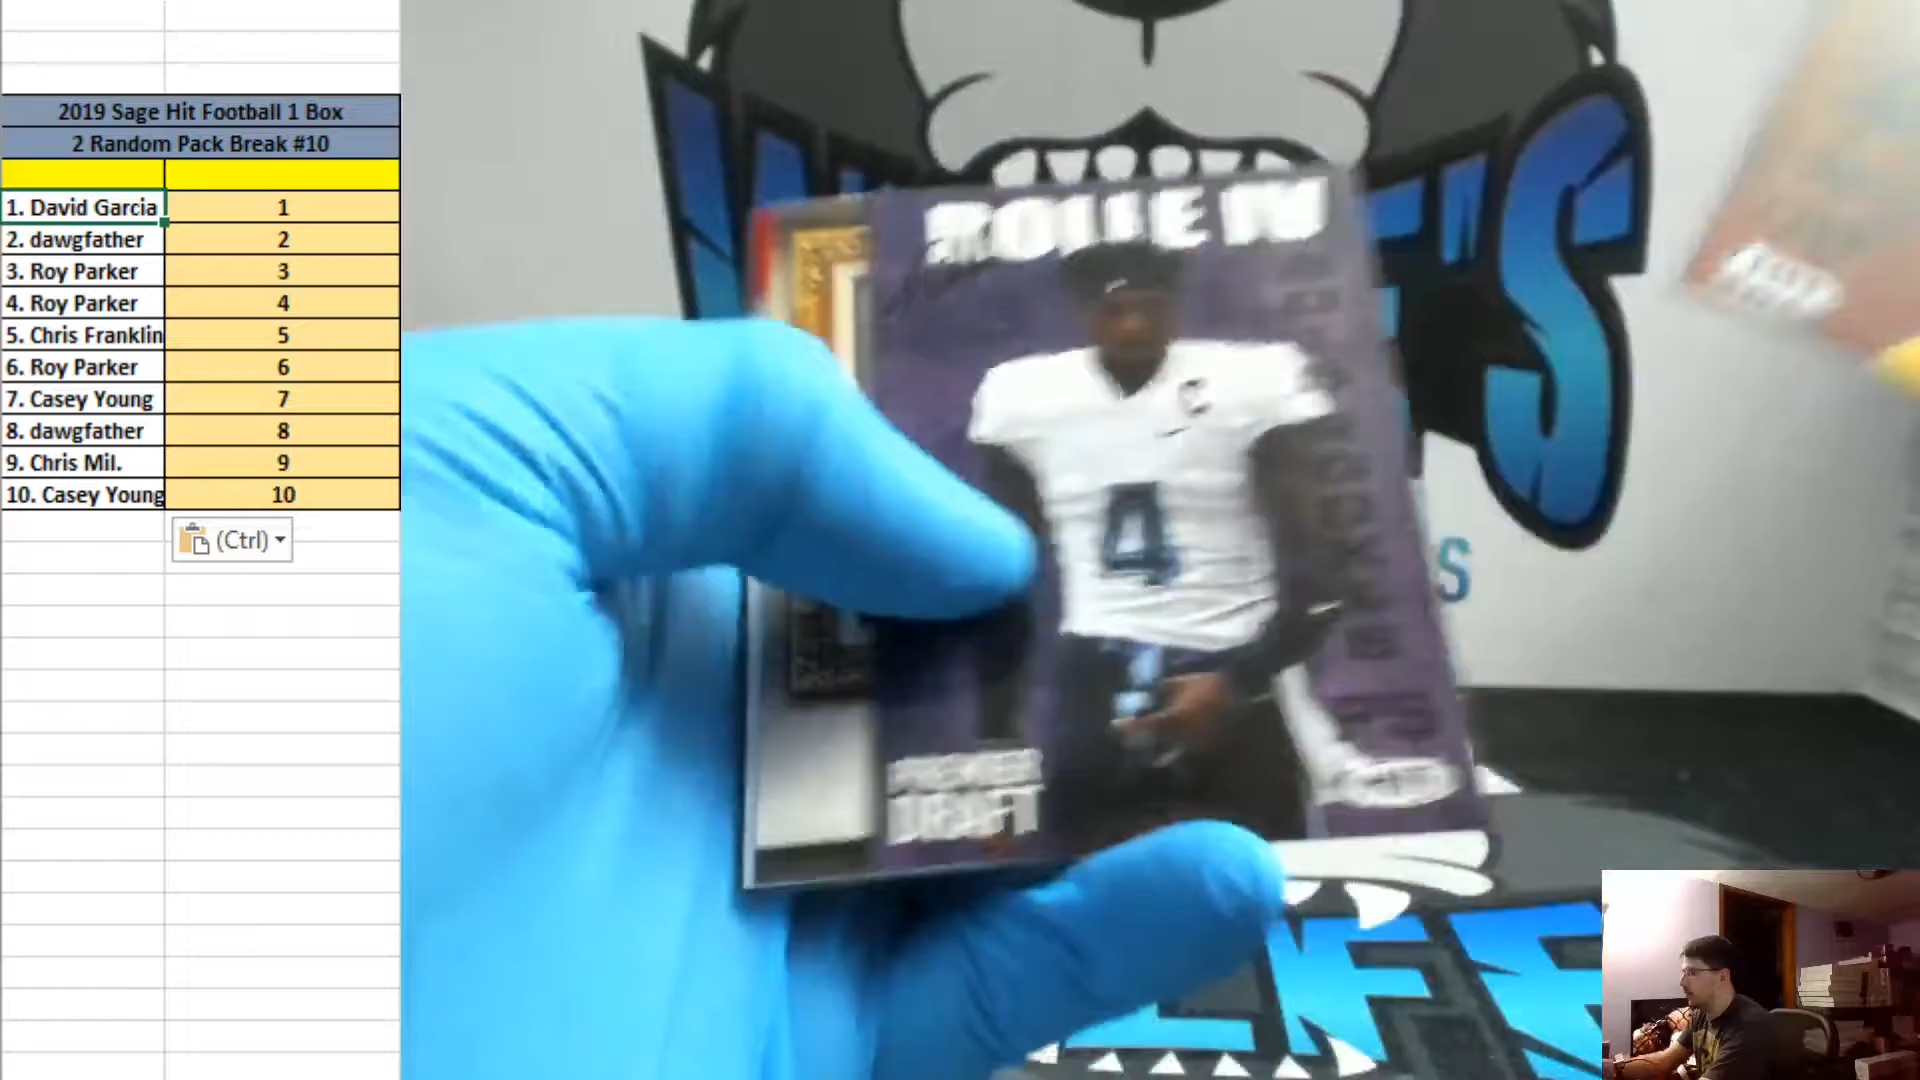 2019 Sage Hit Football 1 Box
2 Random Pack Break #10
1. David Garcia 1
2. dawgfather 2
3. Roy Parker 3
4. Roy Parker 4
5. Chris Franklin 5
6. Roy Parker 6
7. Casey Young 7
8. dawgfather 8
9. Chris Mil. 9
10. Casey Young 10
(Ctrl)
C
4
PREMIER
DRAFT
'S
S